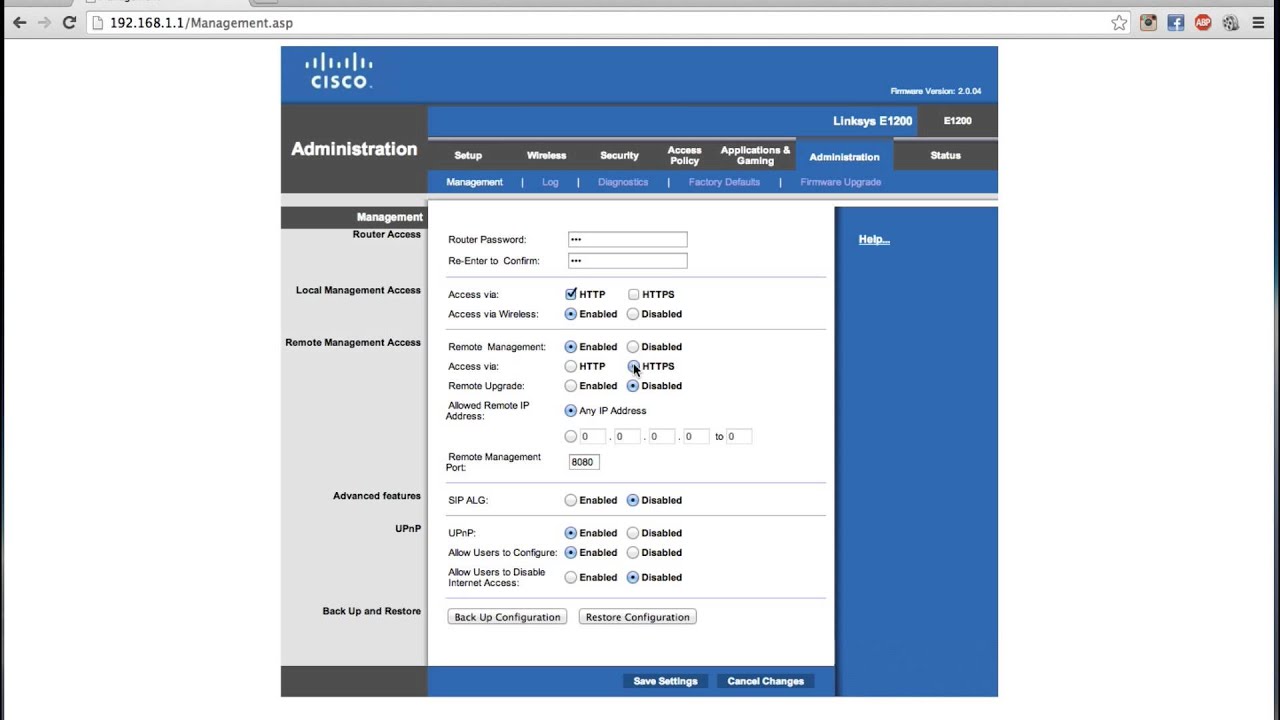 192.168.1.1/Management.asp
ABP
CISCO.
Firmware Version: 2.0.04
Linksys E1200 E1200
Administration
Setup Wireless Security Access Policy Applications & Gaming Administration Status
Management | Log | Diagnostics | Factory Defaults | Firmware Upgrade
Management
Router Access
Router Password: •••
Help...
Re-Enter to Confirm: •••
Local Management Access
Access via: HTTP HTTPS
Access via Wireless: Enabled Disabled
Remote Management Access
Remote Management: Enabled Disabled
Access via: HTTP HTTPS
Remote Upgrade: Enabled Disabled
Allowed Remote IP
Address:
Any IP Address
0 . 0 . 0 . 0 to 0
Remote Management
Port:
8080
Advanced features
SIP ALG: Enabled Disabled
UPnP
UPnP: Enabled Disabled
Allow Users to Configure: Enabled Disabled
Allow Users to Disable
Internet Access:
Enabled Disabled
Back Up and Restore
Back Up Configuration Restore Configuration
Save Settings Cancel Changes